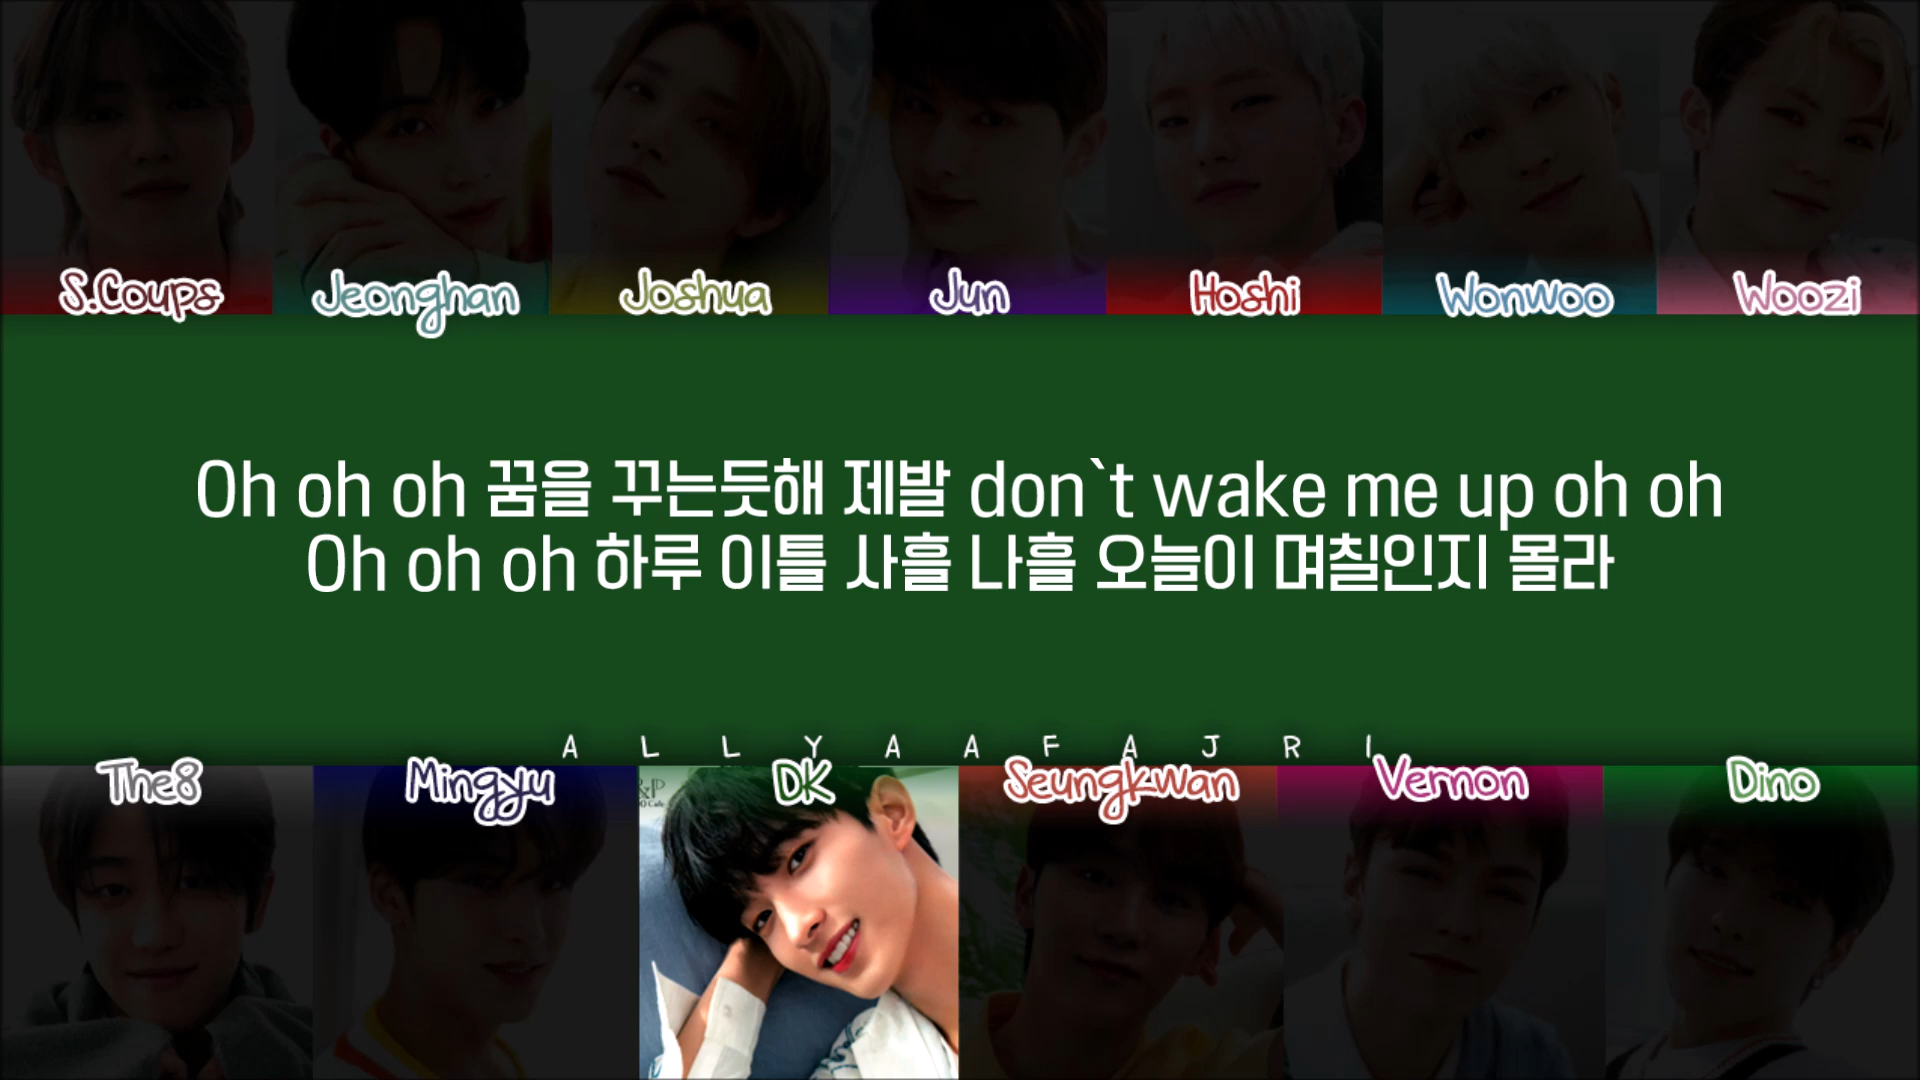 S.Coups Jeonghan Joshua Jun Hoshi Wonwoo Woozi
Oh oh oh 꿈을 꾸는듯해 제발 don`t wake me up oh oh
Oh oh oh 하루 이틀 사흘 나흘 오늘이 며칠인지 몰라
A L L Y A A F A J R I
The8 Mingyu DK Seungkwan Vernon Dino